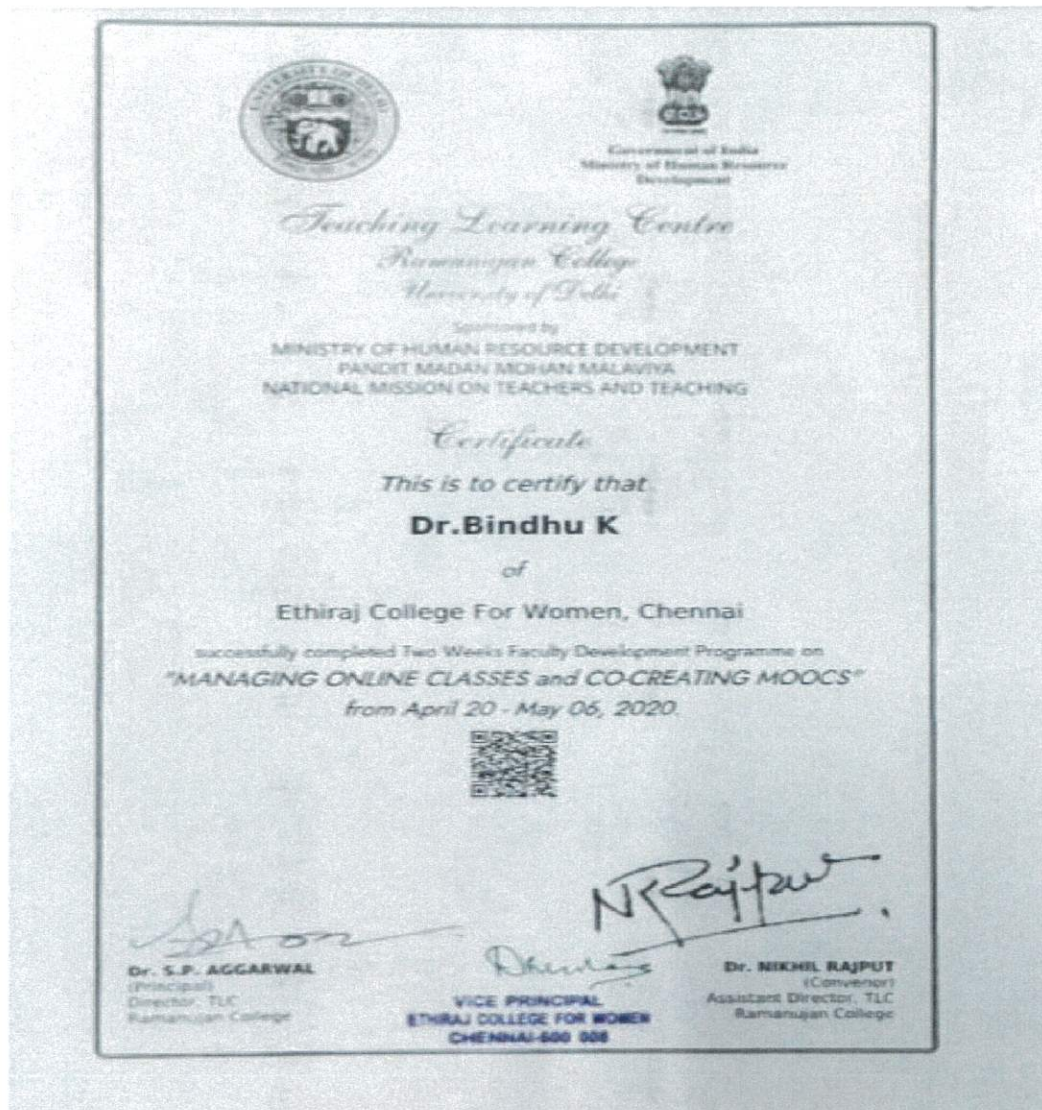 UNIVERSITY OF DELHI
Government of India
Ministry of Human Resource
Development
Teaching Learning Centre
Ramanujan College
University of Delhi
Sponsored by
MINISTRY OF HUMAN RESOURCE DEVELOPMENT
PANDIT MADAN MOHAN MALAVIYA
NATIONAL MISSION ON TEACHERS AND TEACHING
Certificate
This is to certify that
Dr.Bindhu K
of
Ethiraj College For Women, Chennai
successfully completed Two Weeks Faculty Development Programme on
"MANAGING ONLINE CLASSES and CO-CREATING MOOCS"
from April 20 - May 06, 2020.
NKRajput
Dr. S.P. AGGARWAL
(Principal)
Director, TLC
Ramanujan College
VICE PRINCIPAL
ETHIRAJ COLLEGE FOR WOMEN
CHENNAI-600 008
Dr. NIKHIL RAJPUT
(Convenor)
Assistant Director, TLC
Ramanujan College